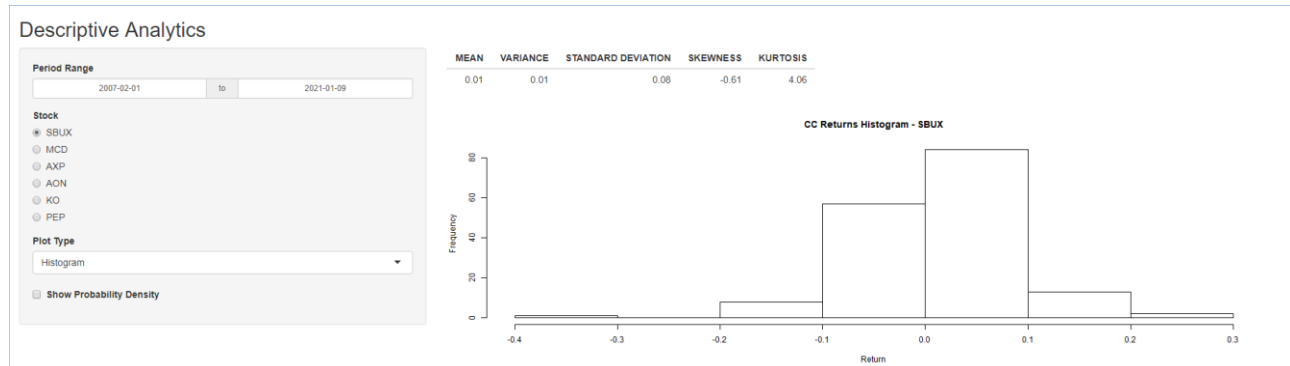 Descriptive Analytics
Period Range
2007-02-01 to 2021-01-09
Stock
SBUX
MCD
AXP
AON
KO
PEP
Plot Type
Histogram
Show Probability Density
MEAN VARIANCE STANDARD DEVIATION SKEWNESS KURTOSIS
0.01 0.01 0.08 -0.61 4.06
CC Returns Histogram - SBUX
Frequency
80
60
40
20
0
-0.4 -0.3 -0.2 -0.1 0.0 0.1 0.2 0.3
Return